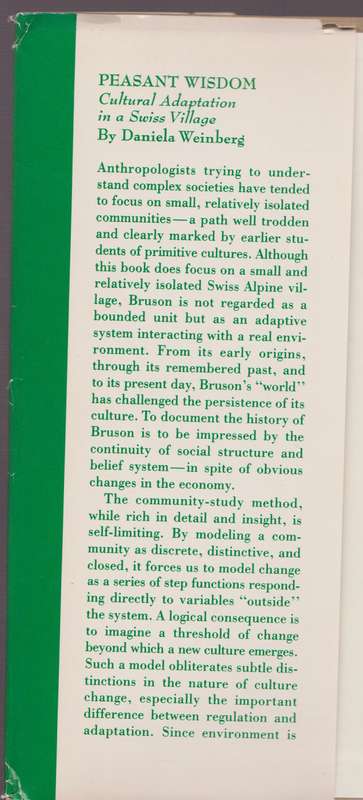 PEASANT WISDOM
Cultural Adaptation
in a Swiss Village
By Daniela Weinberg
Anthropologists trying to under-
stand complex societies have tended
to focus on small, relatively isolated
communities—a path well trodden
and clearly marked by earlier stu-
dents of primitive cultures. Although
this book does focus on a small and
relatively isolated Swiss Alpine vil-
lage, Bruson is not regarded as a
bounded unit but as an adaptive
system interacting with a real envi-
ronment. From its early origins,
through its remembered past, and
to its present day, Bruson's "world"
has challenged the persistence of its
culture. To document the history of
Bruson is to be impressed by the
continuity of social structure and
belief system—in spite of obvious
changes in the economy.
The community-study method,
while rich in detail and insight, is
self-limiting. By modeling a com-
munity as discrete, distinctive, and
closed, it forces us to model change
as a series of step functions respond-
ing directly to variables "outside"
the system. A logical consequence is
to imagine a threshold of change
beyond which a new culture emerges.
Such a model obliterates subtle dis-
tinctions in the nature of culture
change, especially the important
difference between regulation and
adaptation. Since environment is